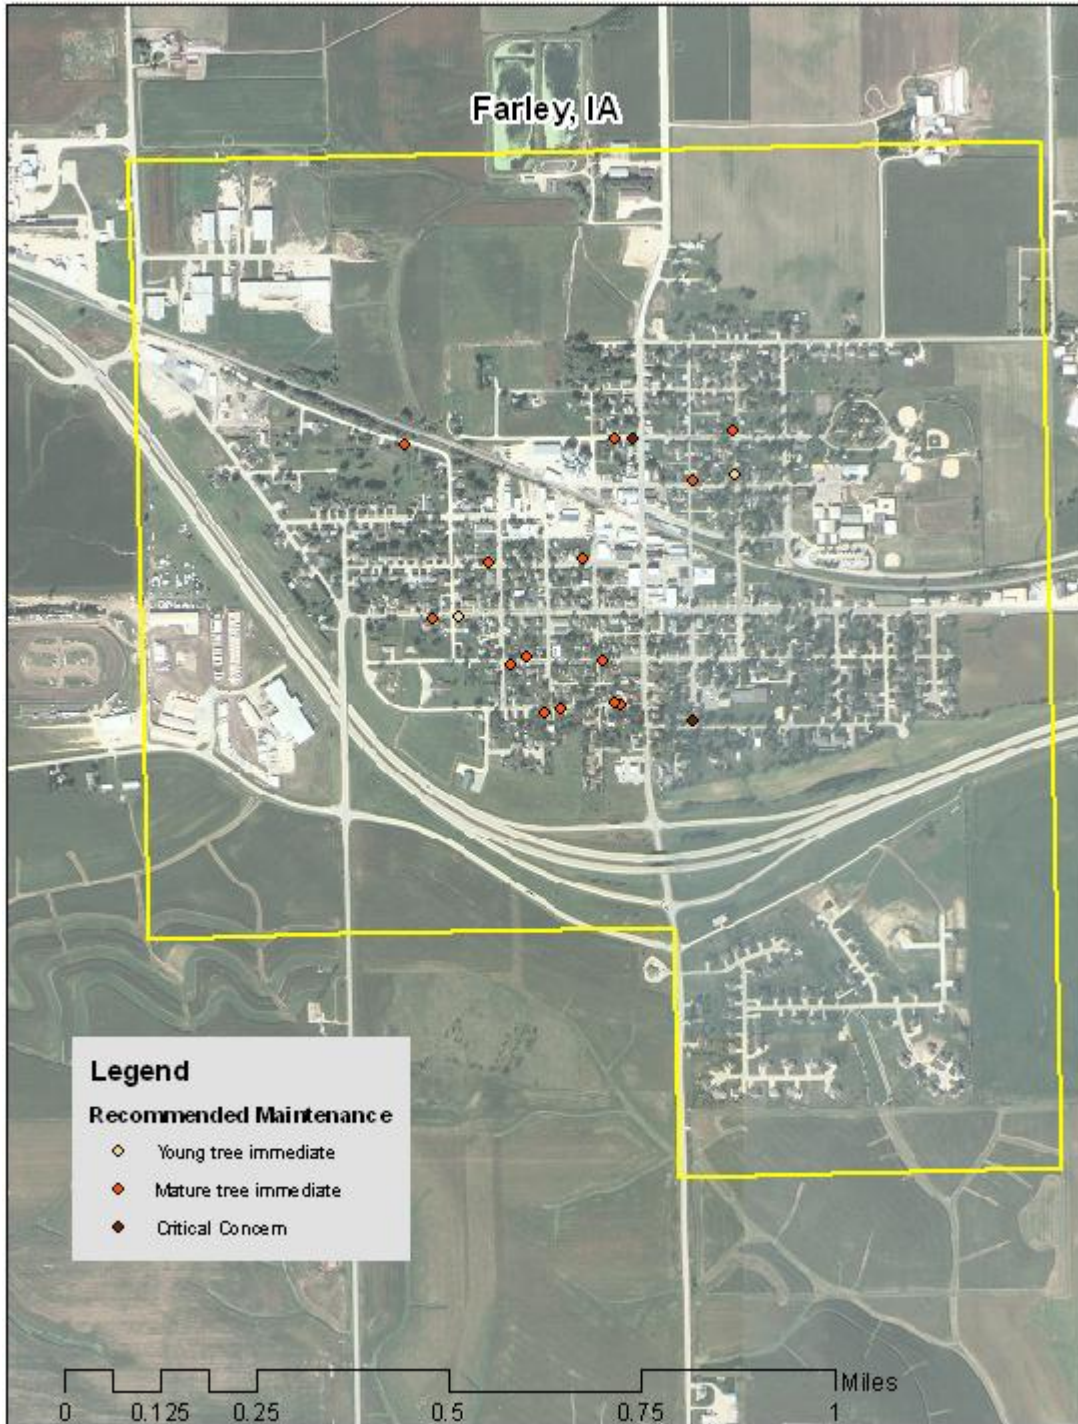 Farley, IA
Legend
Recommended Maintenance
Young tree immediate
Mature tree immediate
Critical Concern
Miles
0 0.125 0.25 0.5 0.75 1